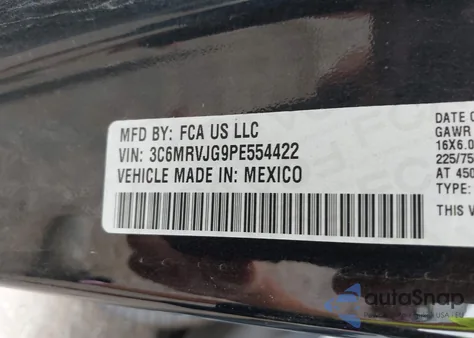 MFD BY: FCA US LLC
VIN: 3C6MRVJG9PE554422
VEHICLE MADE IN: MEXICO
DATE O
GAWR
16X6.0
225/75
AT 450
TYPE:
THIS V
autoSnap